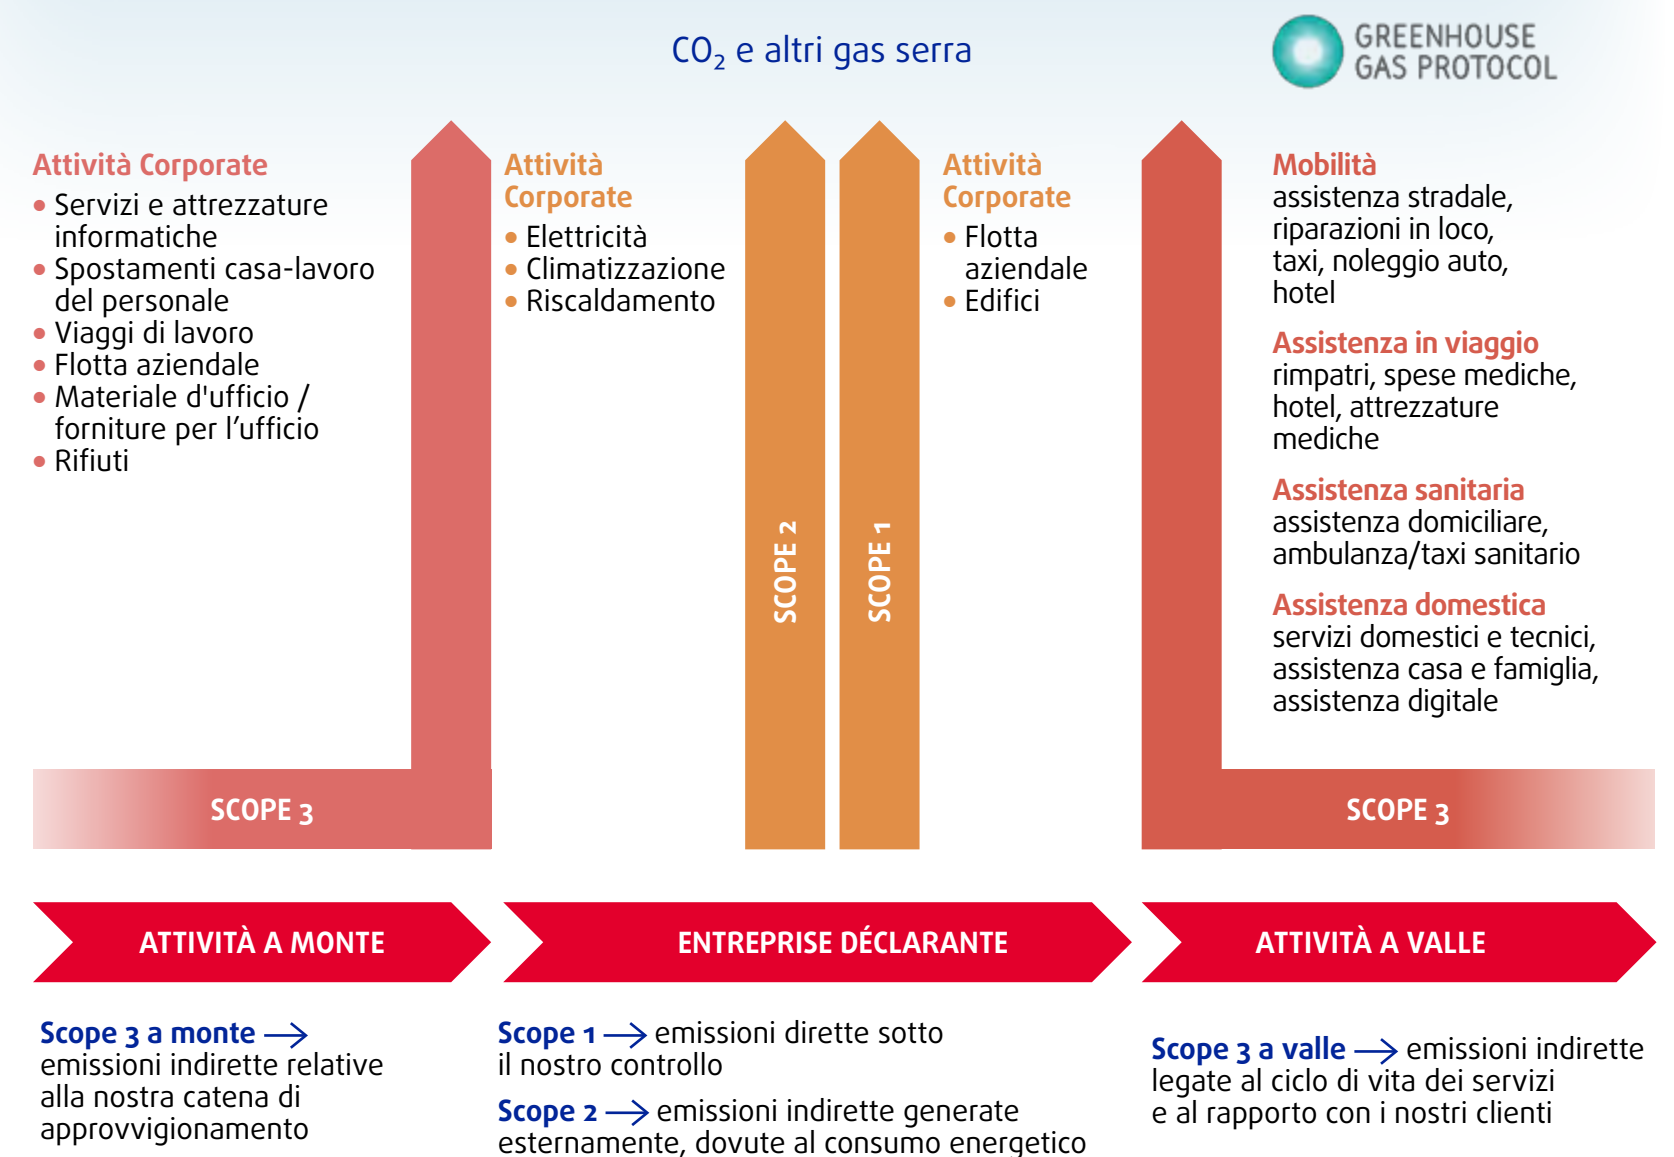 CO₂ e altri gas serra
GREENHOUSE
GAS PROTOCOL
Attività Corporate
• Servizi e attrezzature
informatiche
• Spostamenti casa-lavoro
del personale
• Viaggi di lavoro
• Flotta aziendale
• Materiale d'ufficio /
forniture per l’ufficio
• Rifiuti
SCOPE 3
Attività
Corporate
• Elettricità
• Climatizzazione
• Riscaldamento
SCOPE 2
SCOPE 1
Attività
Corporate
• Flotta
aziendale
• Edifici
Mobilità
assistenza stradale,
riparazioni in loco,
taxi, noleggio auto,
hotel
Assistenza in viaggio
rimpatri, spese mediche,
hotel, attrezzature
mediche
Assistenza sanitaria
assistenza domiciliare,
ambulanza/taxi sanitario
Assistenza domestica
servizi domestici e tecnici,
assistenza casa e famiglia,
assistenza digitale
SCOPE 3
ATTIVITÀ A MONTE
ENTREPRISE DÉCLARANTE
ATTIVITÀ A VALLE
Scope 3 a monte →
emissioni indirette relative
alla nostra catena di
approvvigionamento
Scope 1 → emissioni dirette sotto
il nostro controllo
Scope 2 → emissioni indirette generate
esternamente, dovute al consumo energetico
Scope 3 a valle → emissioni indirette
legate al ciclo di vita dei servizi
e al rapporto con i nostri clienti